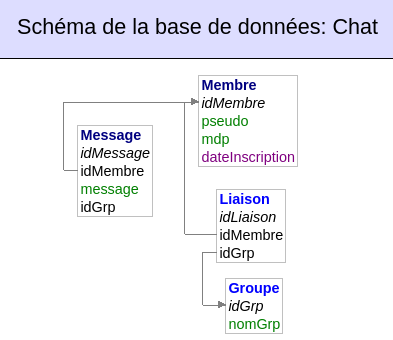 Schéma de la base de données: Chat
Membre
idMembre
pseudo
mdp
dateInscription
Message
idMessage
idMembre
message
idGrp
Liaison
idLiaison
idMembre
idGrp
Groupe
idGrp
nomGrp